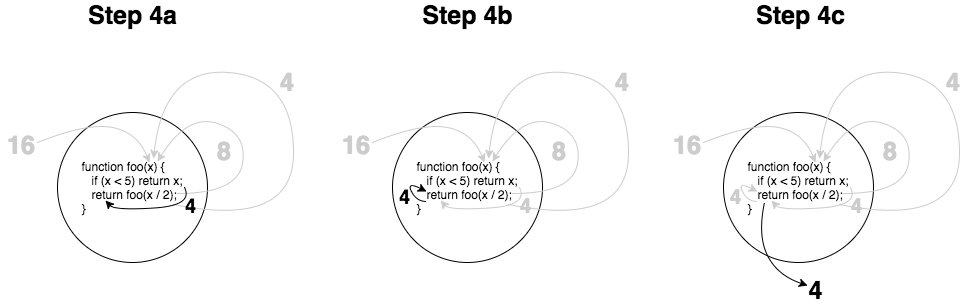 Step 4a
4
16
8
function foo(x) {
if (x < 5) return x;
return foo(x / 2);
}
4
Step 4b
4
16
8
function foo(x) {
if (x < 5) return x;
return foo(x / 2);
}
4
4
Step 4c
4
16
8
function foo(x) {
if (x < 5) return x;
return foo(x / 2);
}
4
4
4